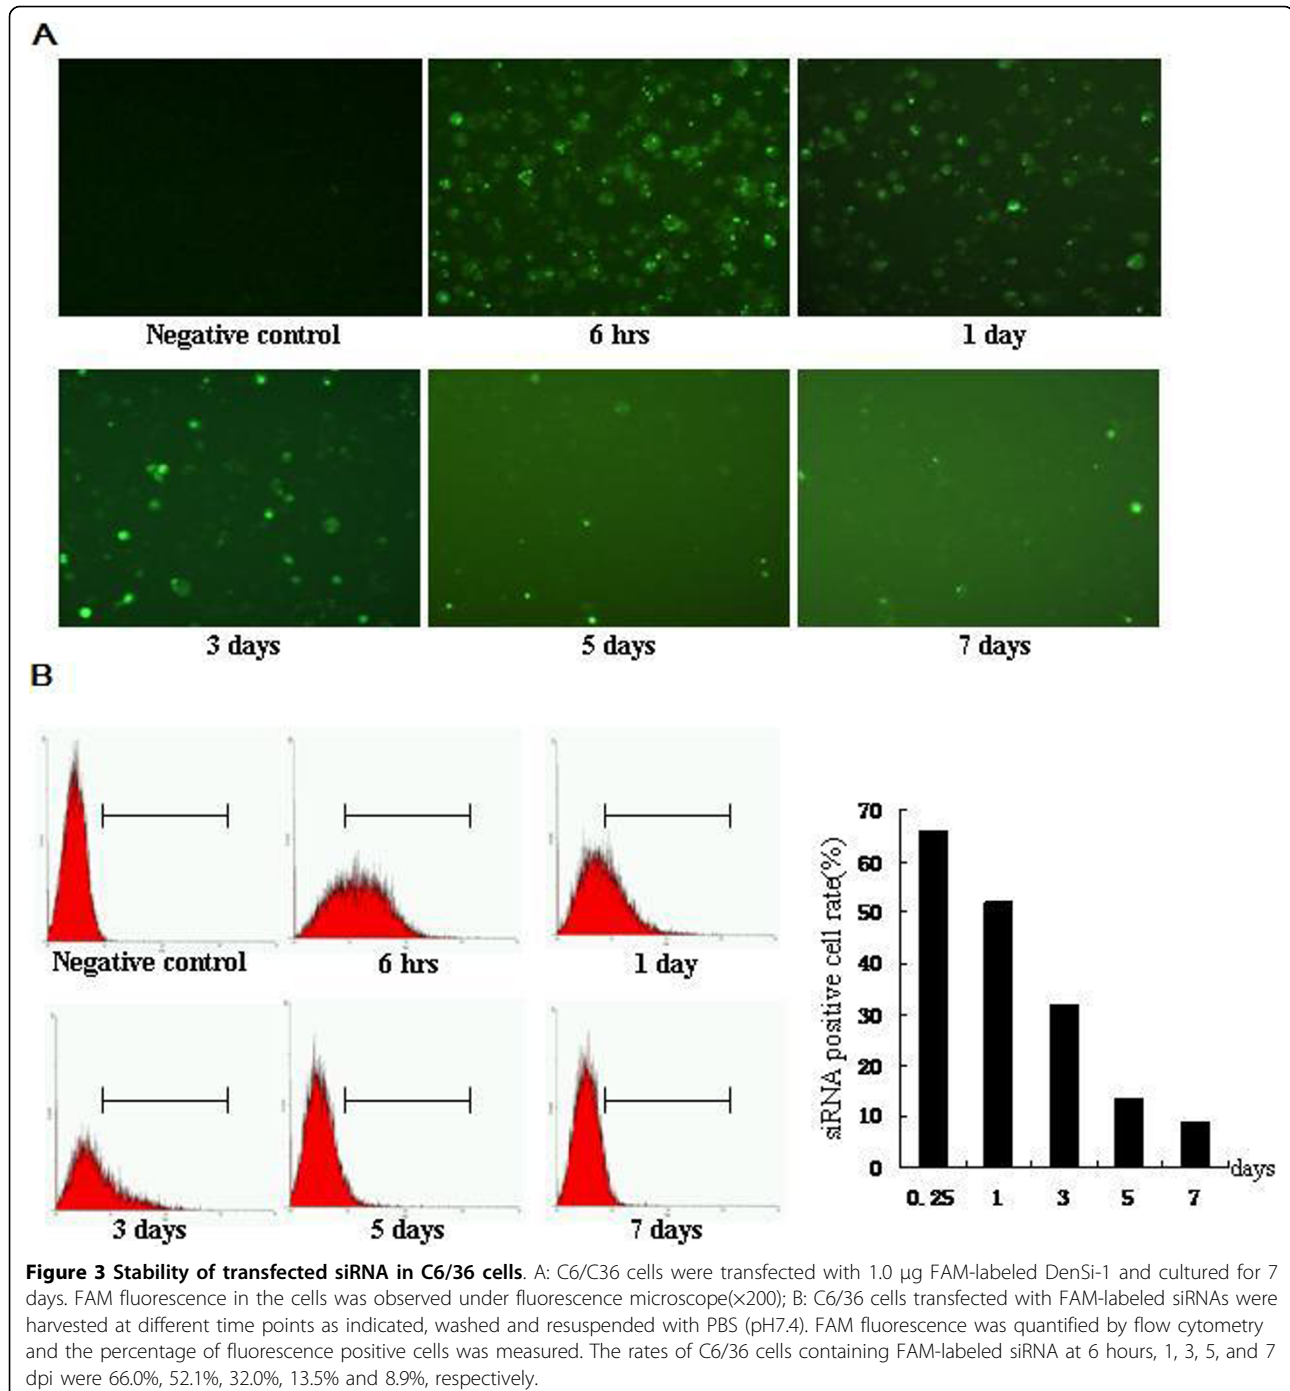 A
Negative control
6 hrs
1 day
3 days
5 days
7 days
B
Negative control
6 hrs
1 day
3 days
5 days
7 days
siRNA positive cell rate(%)
70
60
50
40
30
20
10
0
0.25
1
3
5
7
days
Figure 3 Stability of transfected siRNA in C6/36 cells. A: C6/C36 cells were transfected with 1.0 μg FAM-labeled DenSi-1 and cultured for 7
days. FAM fluorescence in the cells was observed under fluorescence microscope(×200); B: C6/36 cells transfected with FAM-labeled siRNAs were
harvested at different time points as indicated, washed and resuspended with PBS (pH7.4). FAM fluorescence was quantified by flow cytometry
and the percentage of fluorescence positive cells was measured. The rates of C6/36 cells containing FAM-labeled siRNA at 6 hours, 1, 3, 5, and 7
dpi were 66.0%, 52.1%, 32.0%, 13.5% and 8.9%, respectively.